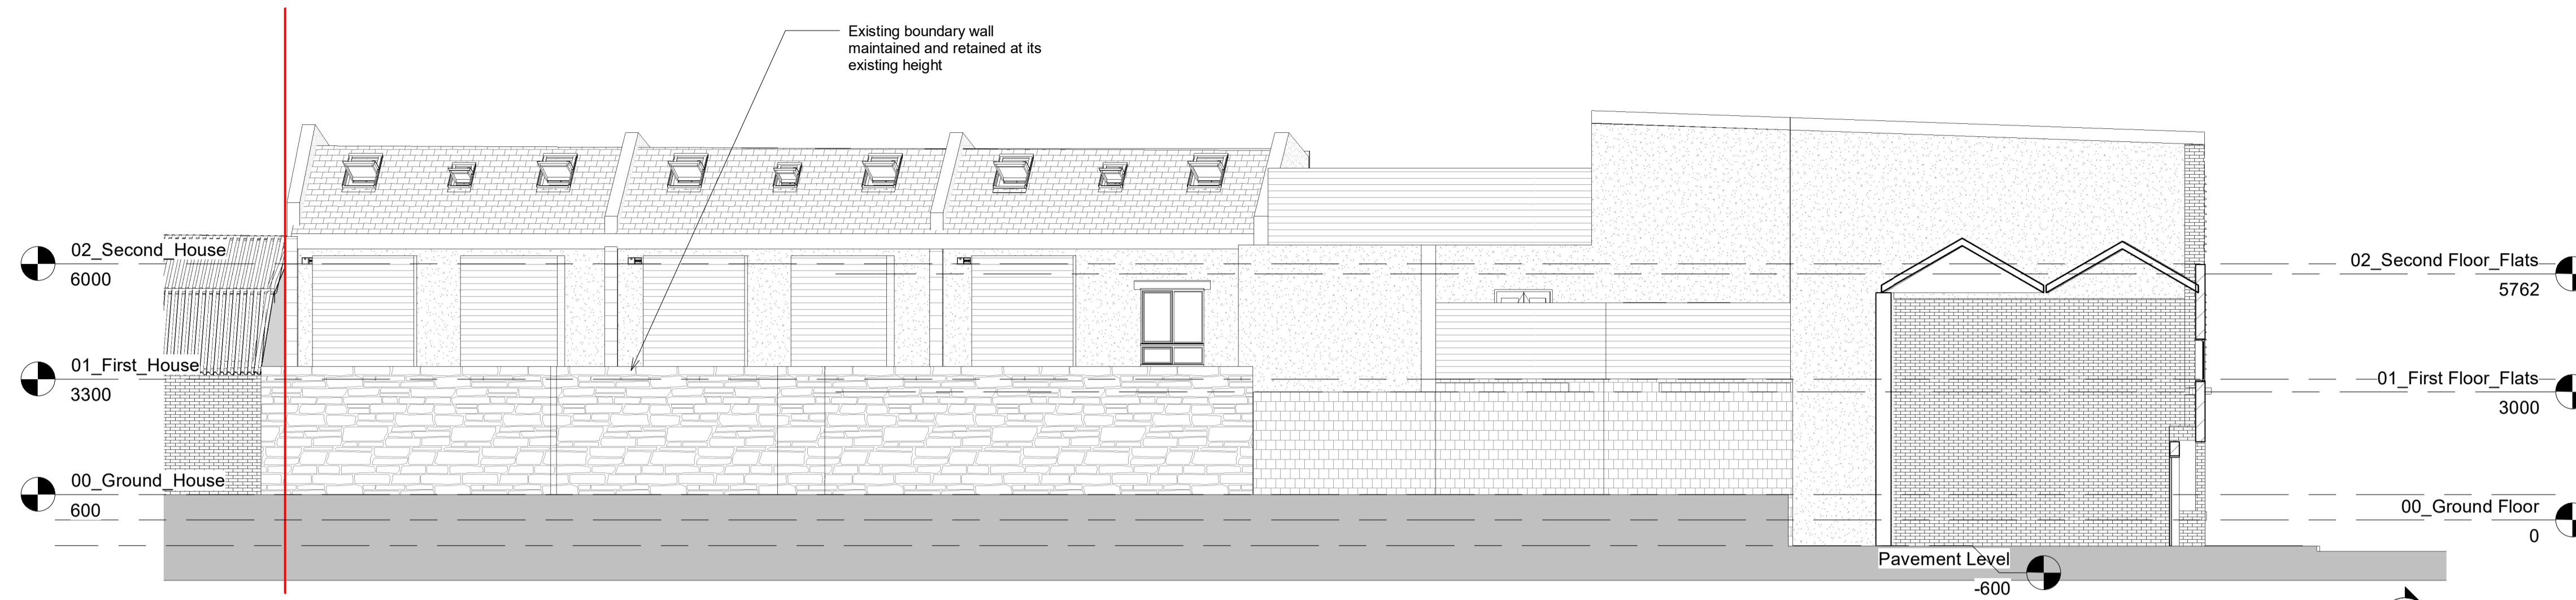 Existing boundary wall
maintained and retained at its
existing height
02_Second_House
6000
01_First_House
3300
00_Ground_House
600
02_Second Floor_Flats
5762
01_First Floor_Flats
3000
00_Ground Floor
0
Pavement Level
-600